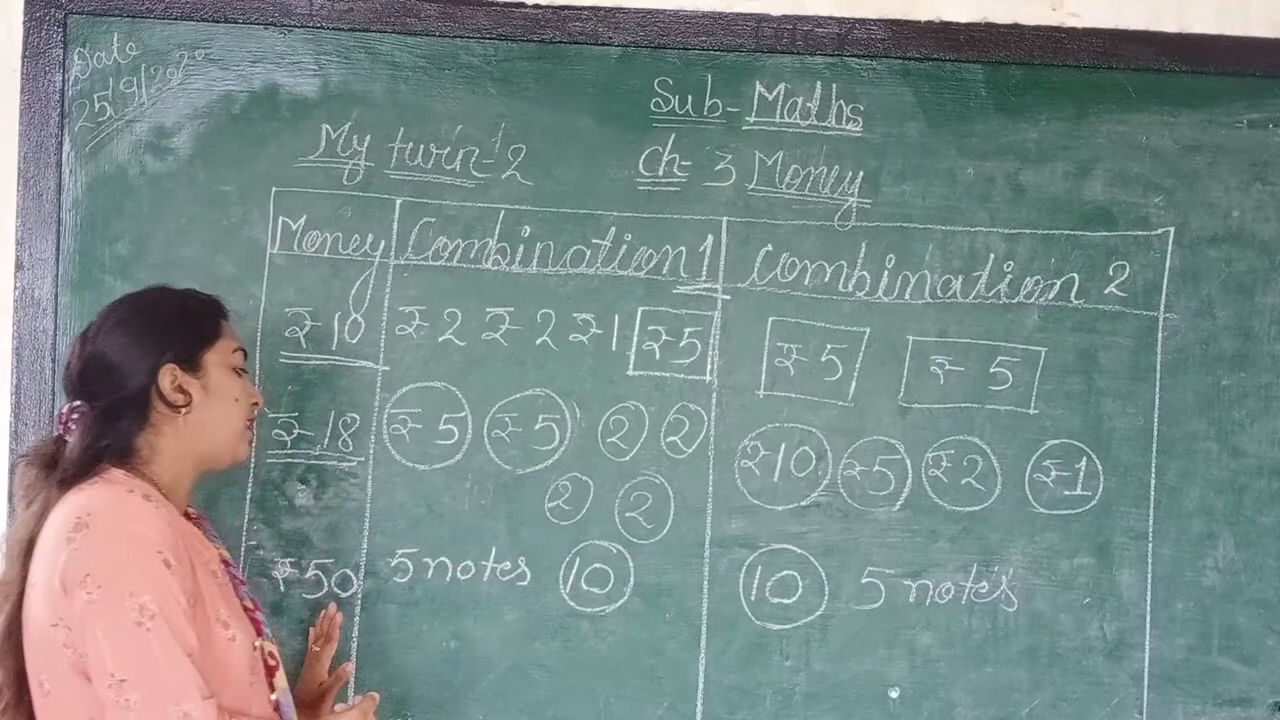 Date
25/9/2020
Sub- Maths
My twin-12
Ch- 3 Money
Money Combination 1 Combination 2
₹ 10 ₹ 2 ₹ 2 ₹ 1 ₹ 5 ₹ 5 ₹ 5
₹ 18 ₹ 5 ₹ 5 2 2 ₹ 10 ₹ 5 ₹ 2 ₹ 1
2 2
₹ 50 5 notes 10 10 5 notes